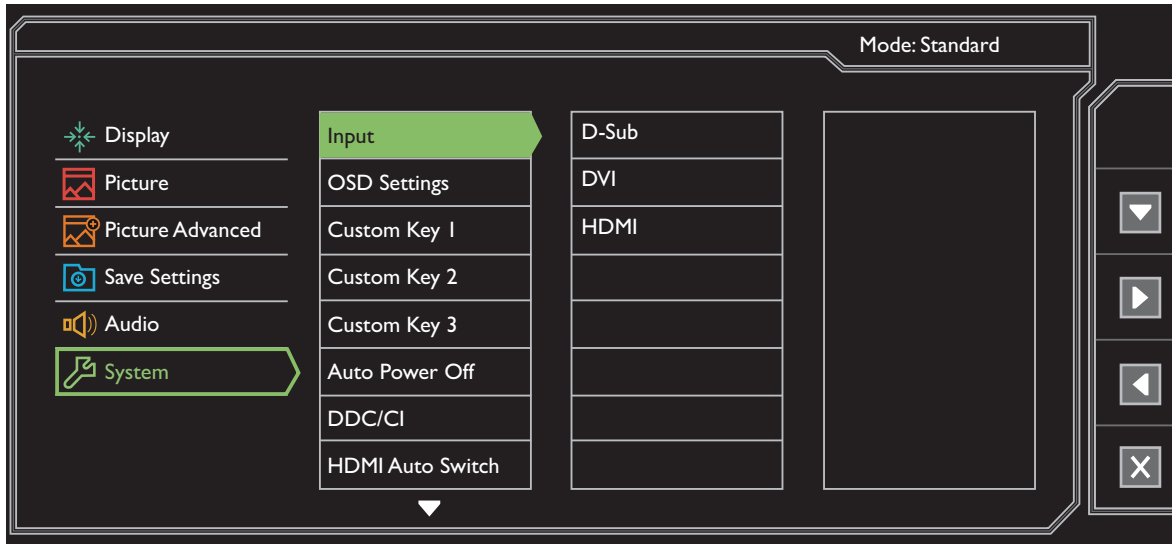 Mode: Standard
Display
Picture
Picture Advanced
Save Settings
Audio
System
Input
OSD Settings
Custom Key 1
Custom Key 2
Custom Key 3
Auto Power Off
DDC/CI
HDMI Auto Switch
D-Sub
DVI
HDMI